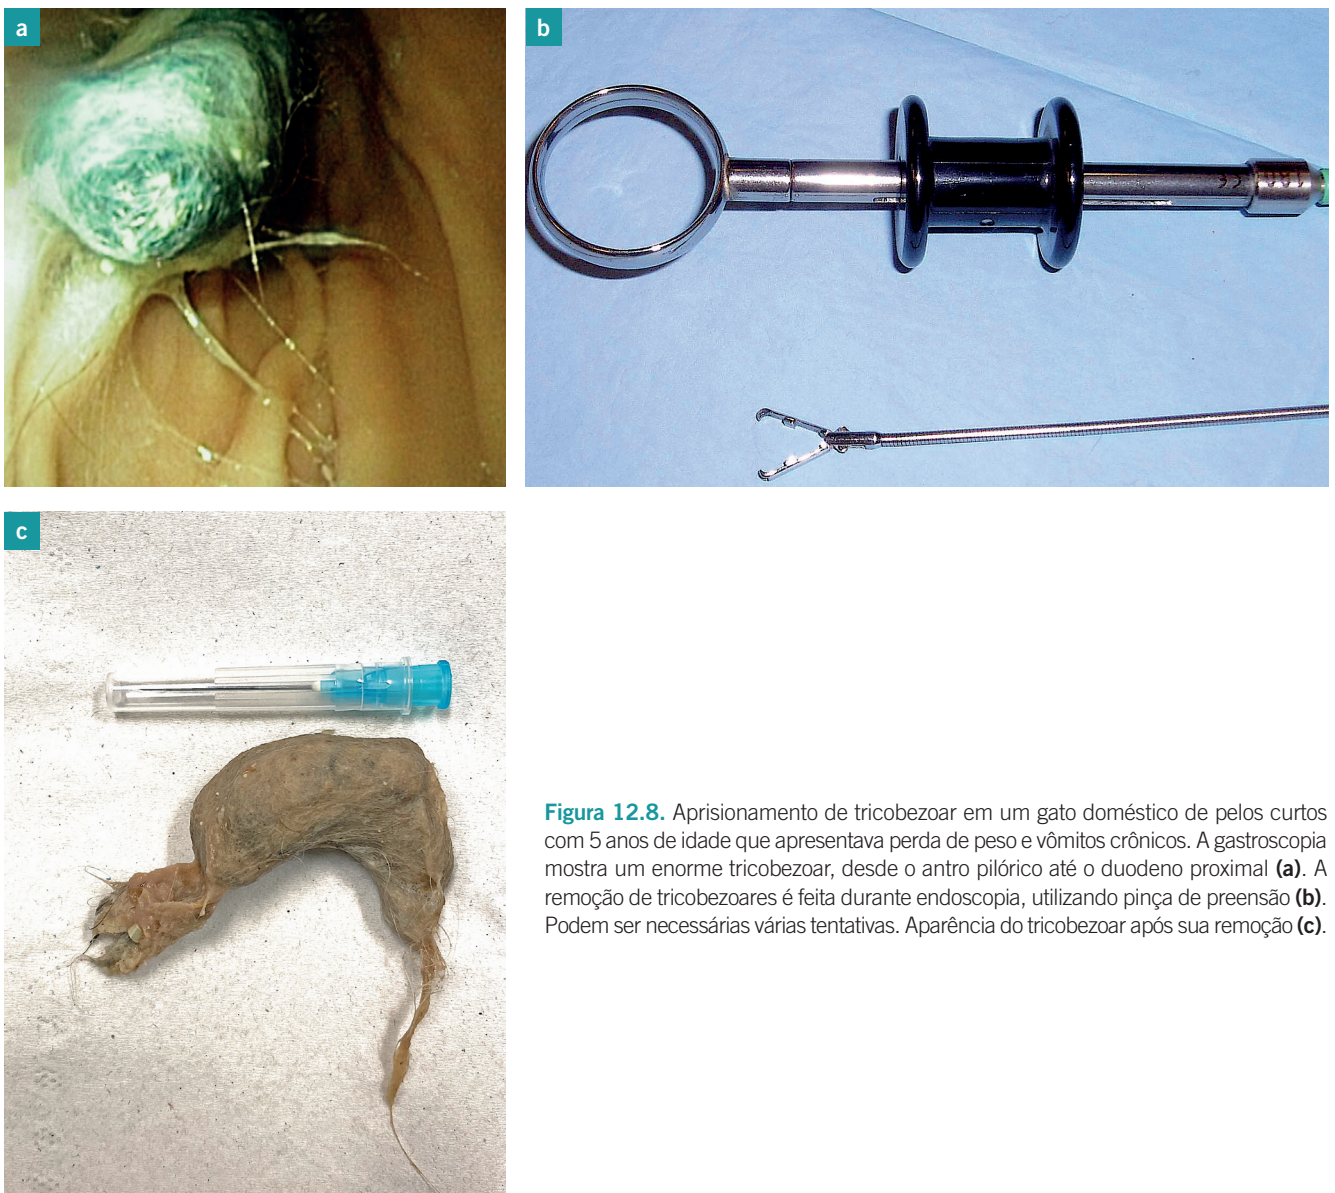 a
b
c
Figura 12.8. Aprisionamento de tricobezoar em um gato doméstico de pelos curtos
com 5 anos de idade que apresentava perda de peso e vômitos crônicos. A gastroscopia
mostra um enorme tricobezoar, desde o antro pilórico até o duodeno proximal (a). A
remoção de tricobezoares é feita durante endoscopia, utilizando pinça de preensão (b).
Podem ser necessárias várias tentativas. Aparência do tricobezoar após sua remoção (c).